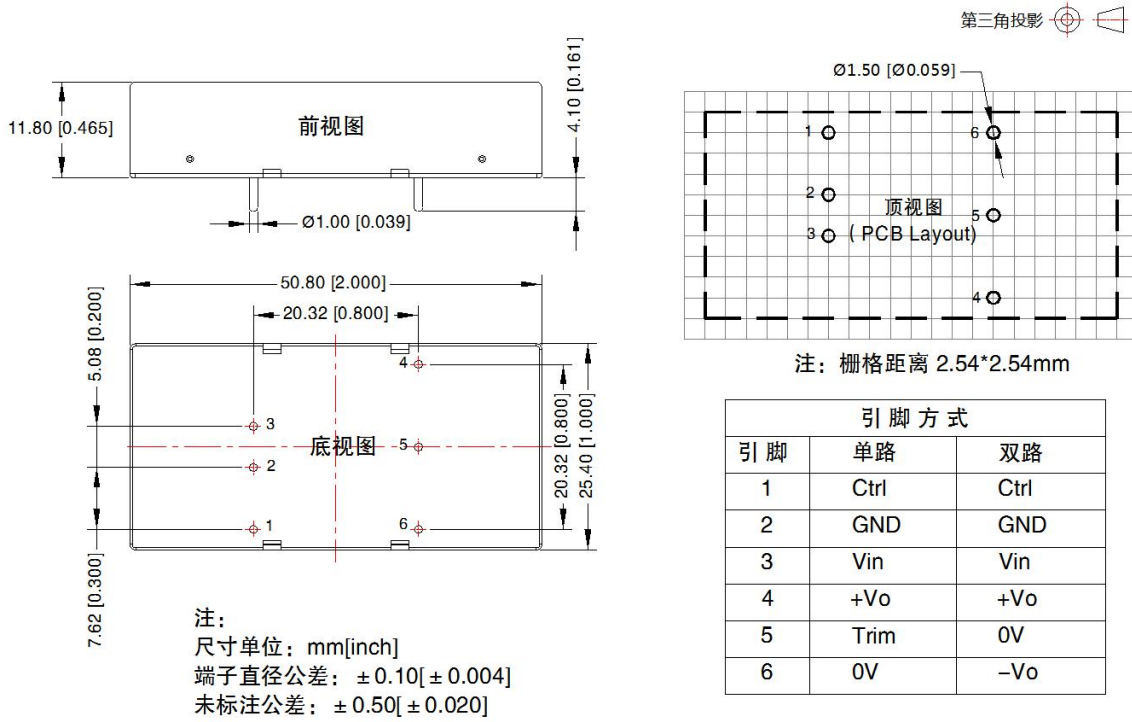 第三角投影
11.80 [0.465]
前视图
4.10 [0.161]
Ø1.00 [0.039]
Ø1.50 [Ø0.059]
1
6
2
顶视图
5
3
( PCB Layout)
4
注：栅格距离 2.54*2.54mm
50.80 [2.000]
20.32 [0.800]
5.08 [0.200]
4
3
底视图
5
2
20.32 [0.800]
25.40 [1.000]
1
6
7.62 [0.300]
注：
尺寸单位：mm[inch]
端子直径公差：±0.10[±0.004]
未标注公差：±0.50[±0.020]
引脚方式
引脚 单路 双路
1 Ctrl Ctrl
2 GND GND
3 Vin Vin
4 +Vo +Vo
5 Trim 0V
6 0V −Vo